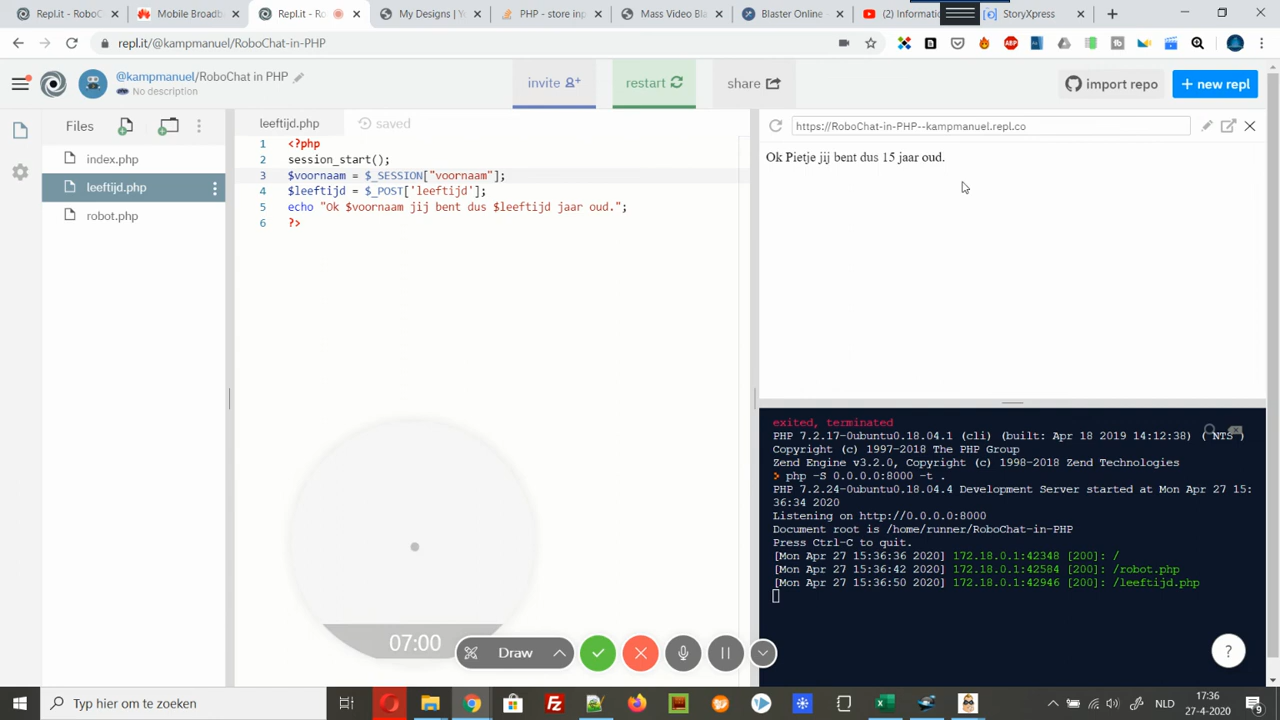 Repl.it - RoboC
Mobile Broadb
Repl.it - Ro
My Designs | Y
PHP - store inp
Mass Video B
Blaster Online
Informati
StoryXpress
repl.it/@kampmanuel/RoboChat-in-PHP
@kampmanuel/RoboChat in PHP
No description
invite
restart
share
import repo
+ new repl
Files
leeftijd.php
saved
https://RoboChat-in-PHP--kampmanuel.repl.co
index.php
leeftijd.php
robot.php
1 <?php
2 session_start();
3 $voornaam = $_SESSION["voornaam"];
4 $leeftijd = $_POST['leeftijd'];
5 echo "Ok $voornaam jij bent dus $leeftijd jaar oud.";
6 ?>
Ok Pietje jij bent dus 15 jaar oud.
exited, terminated
PHP 7.2.17-0ubuntu0.18.04.1 (cli) (built: Apr 18 2019 14:12:38) ( NTS )
Copyright (c) 1997-2018 The PHP Group
Zend Engine v3.2.0, Copyright (c) 1998-2018 Zend Technologies
> php -S 0.0.0.0:8000 -t .
PHP 7.2.24-0ubuntu0.18.04.4 Development Server started at Mon Apr 27 15:
36:34 2020
Listening on http://0.0.0.0:8000
Document root is /home/runner/RoboChat-in-PHP
Press Ctrl-C to quit.
[Mon Apr 27 15:36:36 2020] 172.18.0.1:42348 [200]: /
[Mon Apr 27 15:36:42 2020] 172.18.0.1:42584 [200]: /robot.php
[Mon Apr 27 15:36:50 2020] 172.18.0.1:42946 [200]: /leeftijd.php
07:00
Draw
?
Typ hier om te zoeken
NLD
17:36
27-4-2020
9